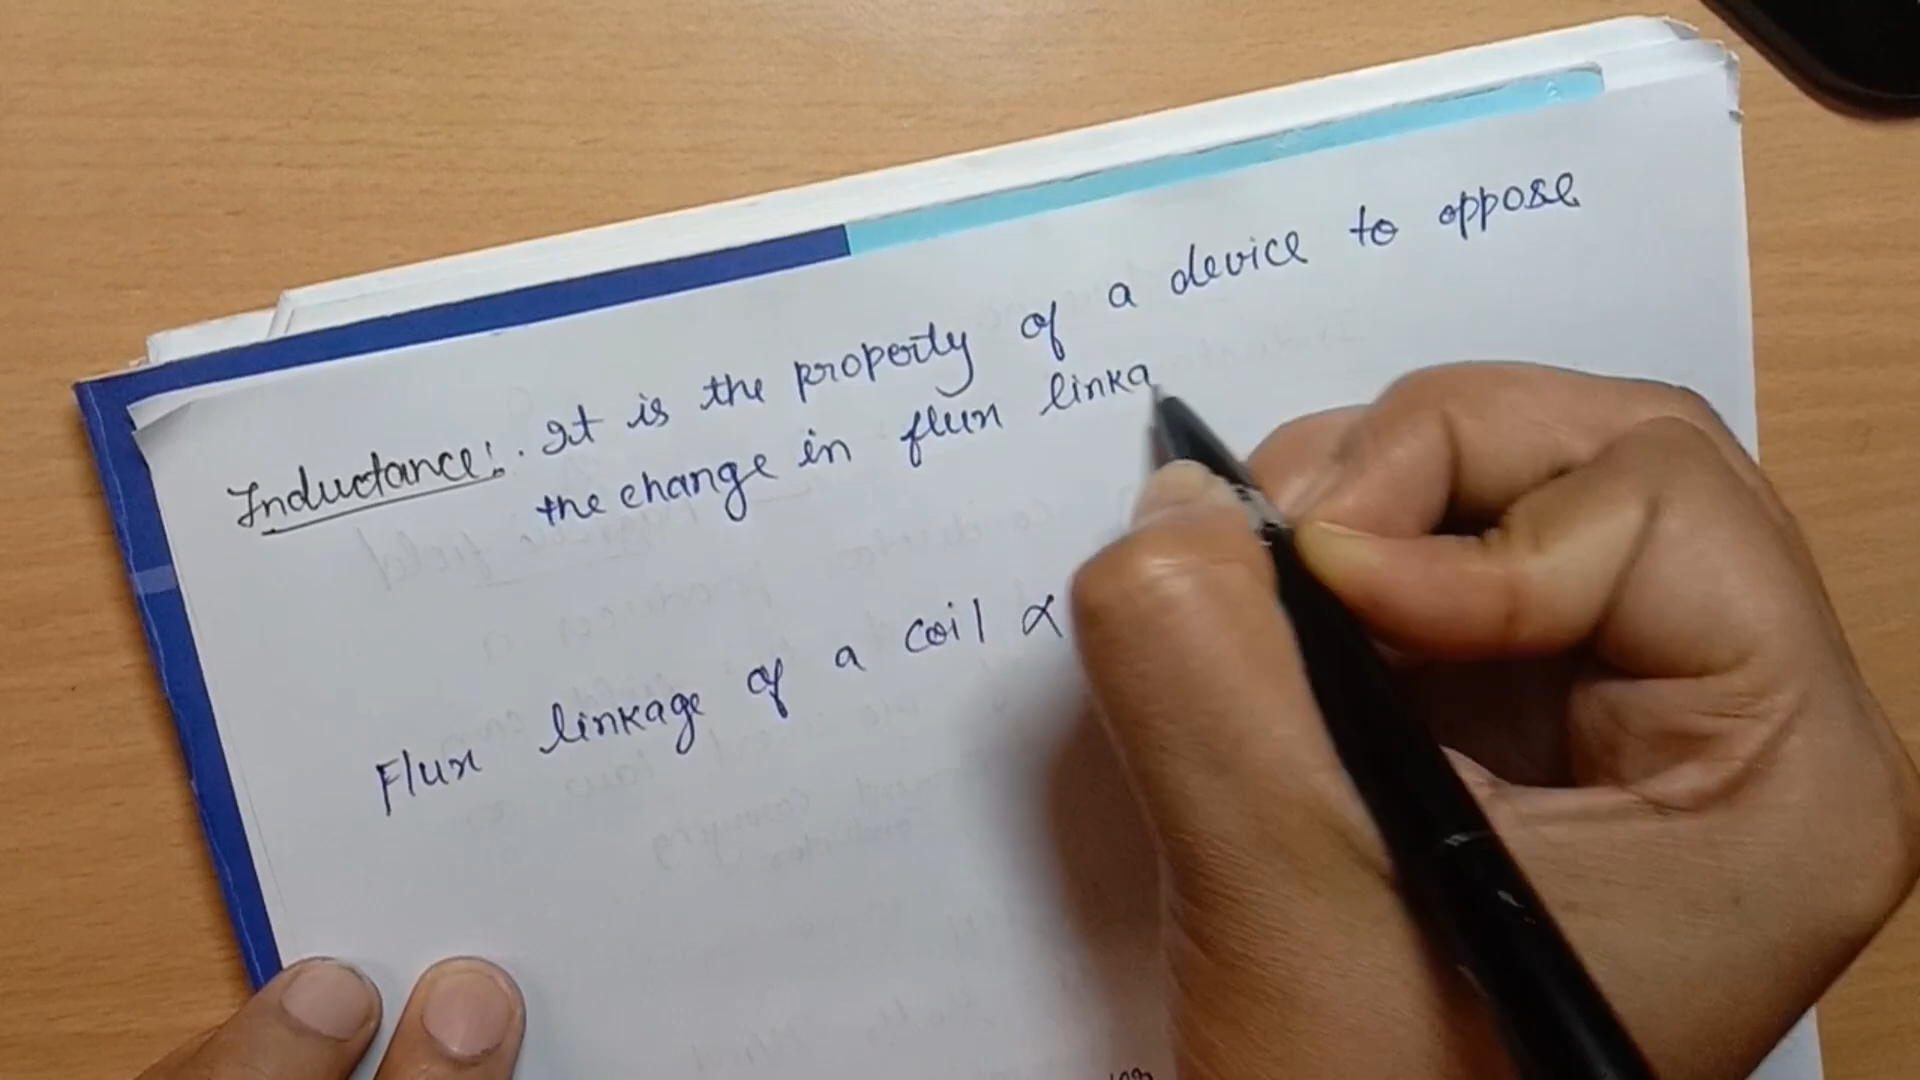 Inductance:. It is the property of a device to oppose
the change in flux linka
Flux linkage of a coil ∝